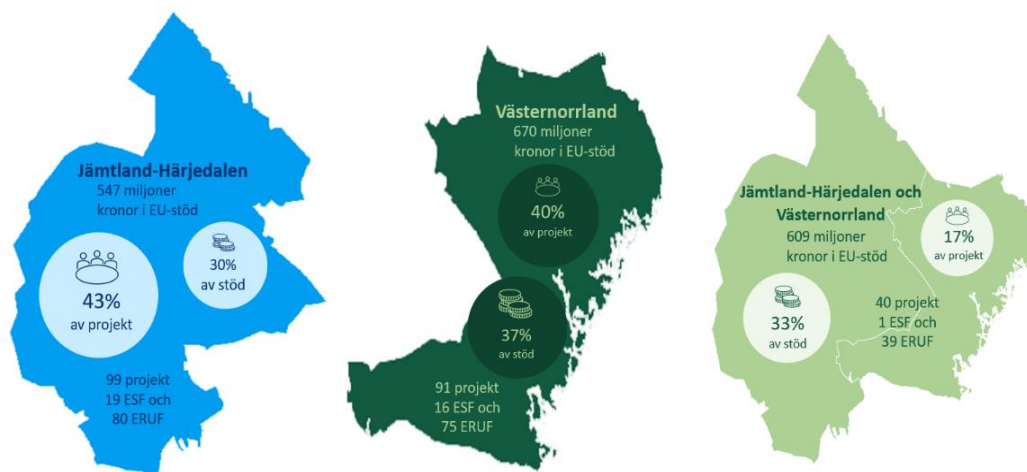 Jämtland-Härjedalen
547 miljoner
kronor i EU-stöd
43%
av projekt
30%
av stöd
99 projekt
19 ESF och
80 ERUF
Västernorrland
670 miljoner
kronor i EU-stöd
40%
av projekt
37%
av stöd
91 projekt
16 ESF och
75 ERUF
Jämtland-Härjedalen och
Västernorrland
609 miljoner
kronor i EU-stöd
17%
av projekt
33%
av stöd
40 projekt
1 ESF och
39 ERUF